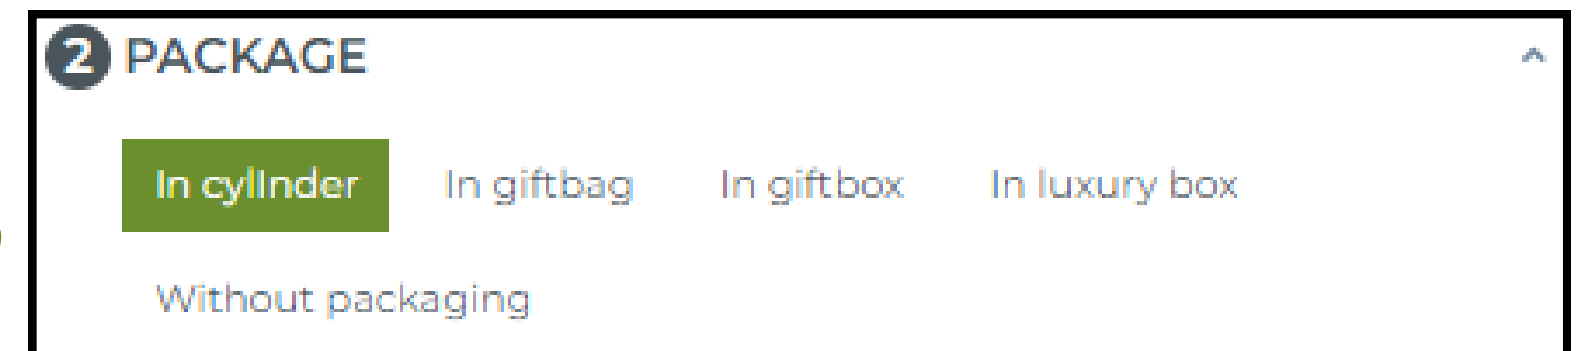 2 PACKAGE
In cylInder In giftbag In giftbox In luxury box
Without packaging